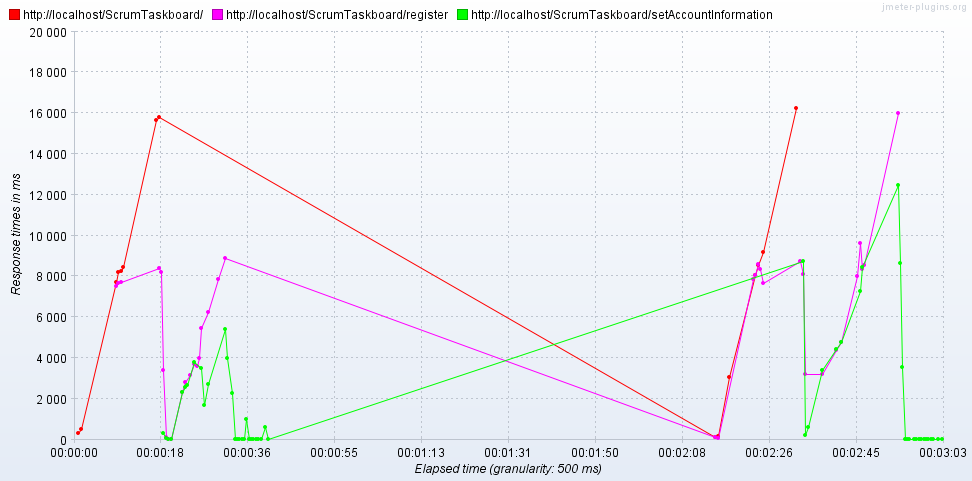 http://localhost/ScrumTaskboard/ http://localhost/ScrumTaskboard/register http://localhost/ScrumTaskboard/setAccountInformation
jmeter-plugins.org
20 000
18 000
16 000
14 000
12 000
10 000
8 000
6 000
4 000
2 000
0
Response times in ms
00:00:00 00:00:18 00:00:36 00:00:55 00:01:13 00:01:31 00:01:50 00:02:08 00:02:26 00:02:45 00:03:03
Elapsed time (granularity: 500 ms)